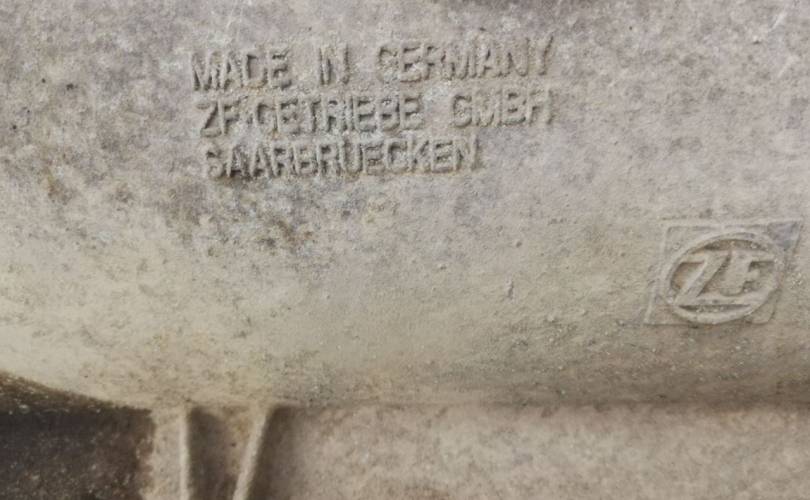 MADE IN GERMANY
ZF-GETRIEBE GMBH
SAARBRUECKEN
ZF